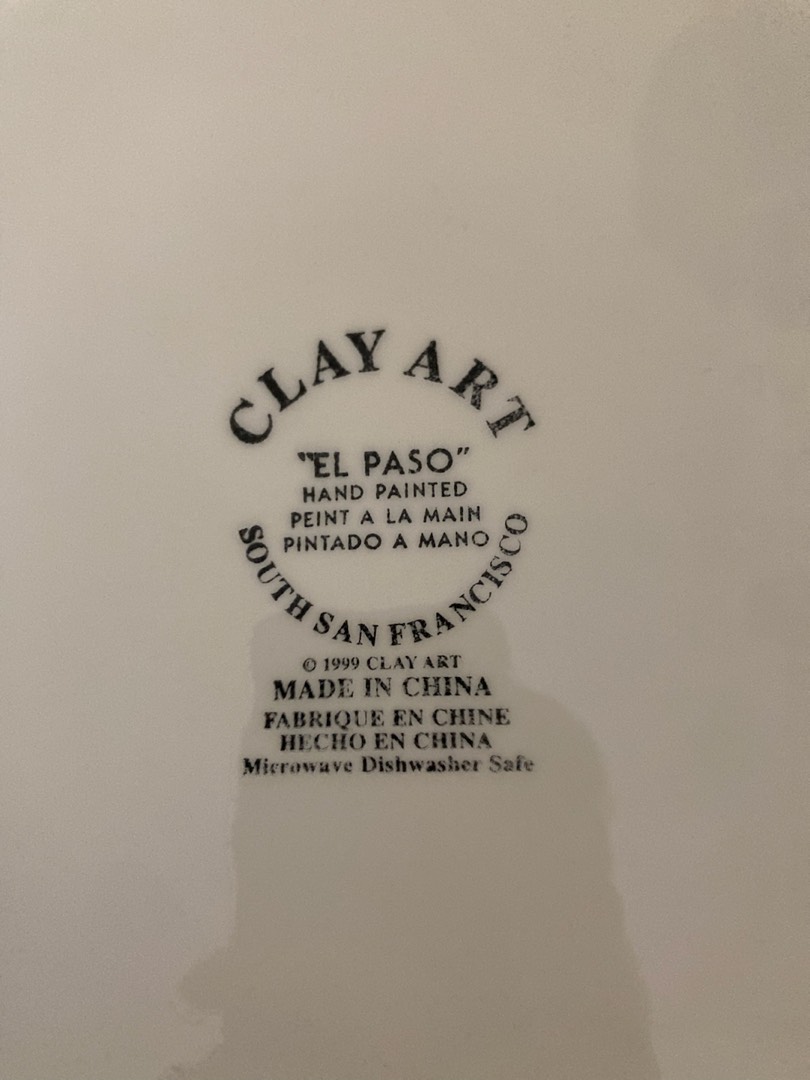 CLAY ART
"EL PASO"
HAND PAINTED
PEINT A LA MAIN
PINTADO A MANO
SOUTH SAN FRANCISCO
© 1999 CLAY ART
MADE IN CHINA
FABRIQUE EN CHINE
HECHO EN CHINA
Microwave Dishwasher Safe